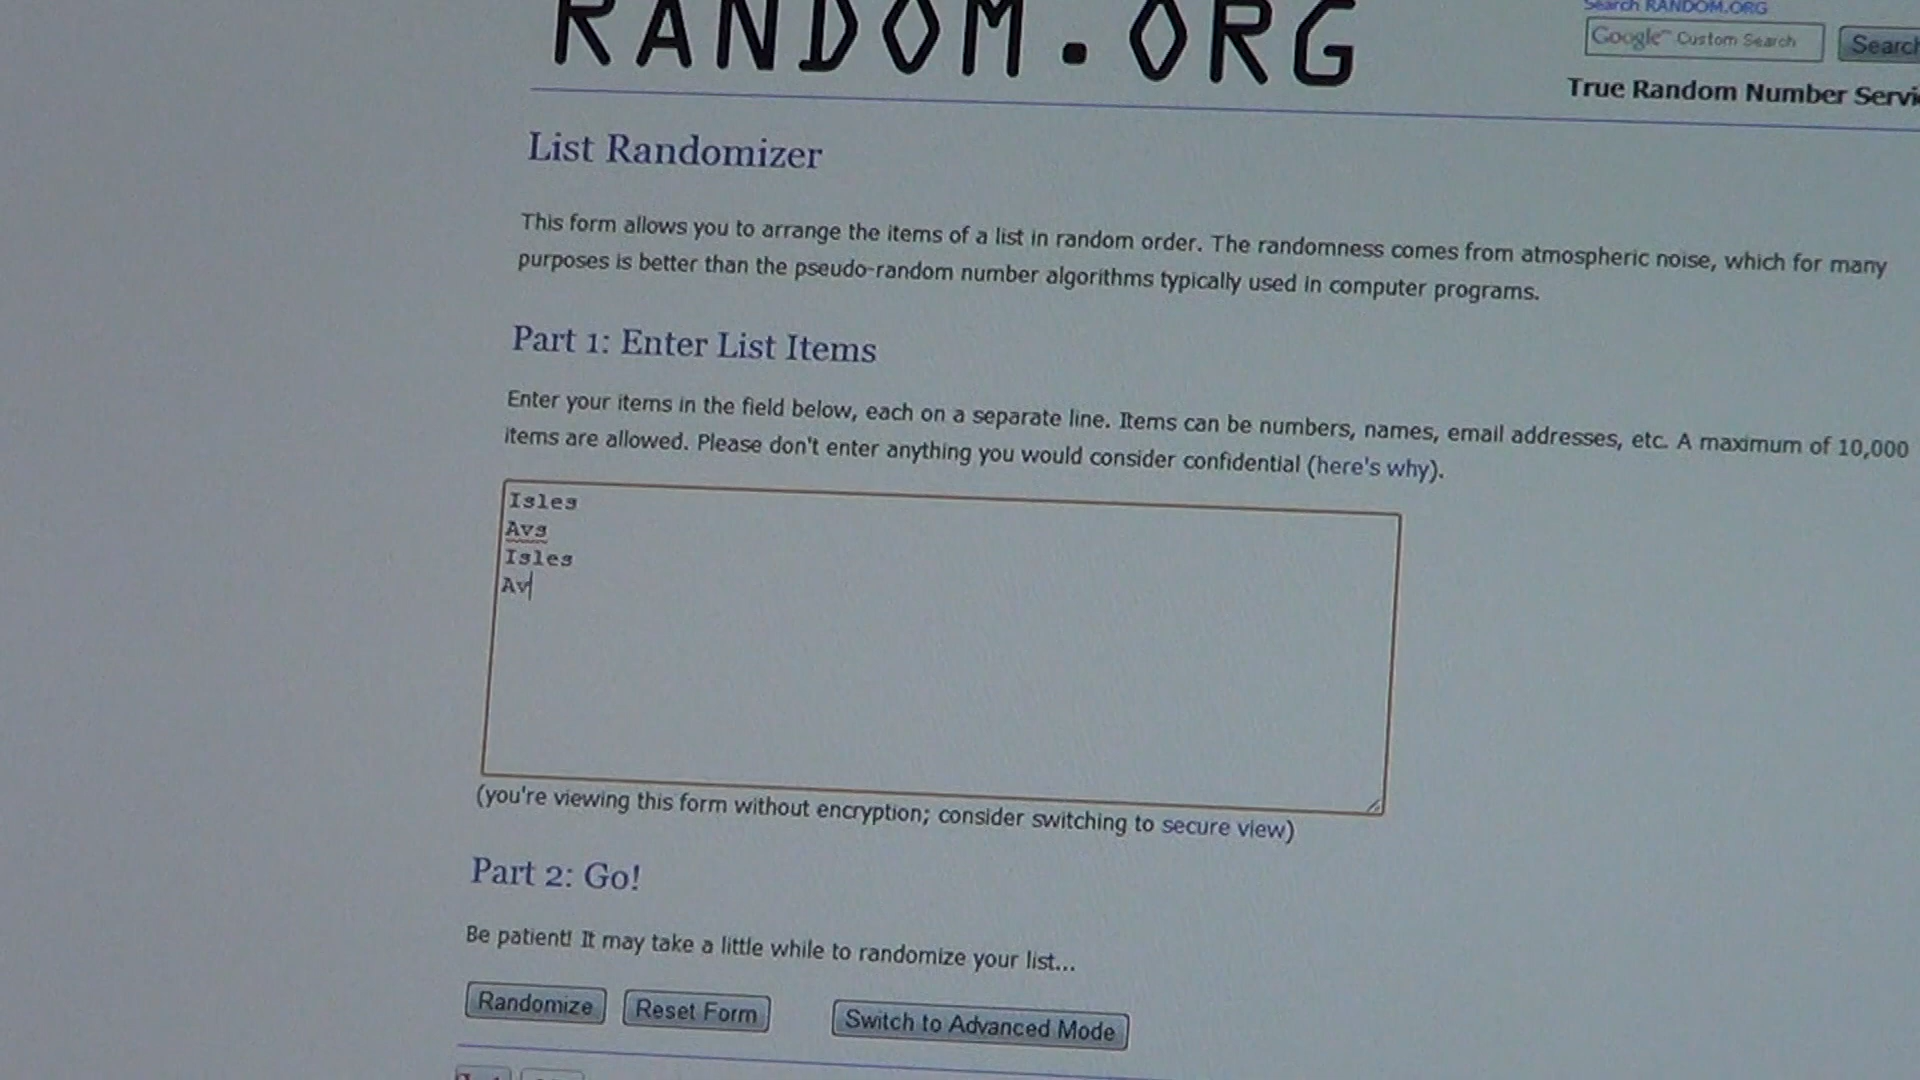 RANDOM.ORG
Search RANDOM.ORG
Google™ Custom Search
Search
True Random Number
List Randomizer
This form allows you to arrange the items of a list in random order. The randomness comes from atmospheric noise, which for many
purposes is better than the pseudo-random number algorithms typically used in computer programs.
Part 1: Enter List Items
Enter your items in the field below, each on a separate line. Items can be numbers, names, email addresses, etc. A maximum of 10,000
items are allowed. Please don't enter anything you would consider confidential (here's why).
Isles
Avs
Isles
Av
(you're viewing this form without encryption; consider switching to secure view)
Part 2: Go!
Be patient! It may take a little while to randomize your list...
Randomize
Reset Form
Switch to Advanced Mode